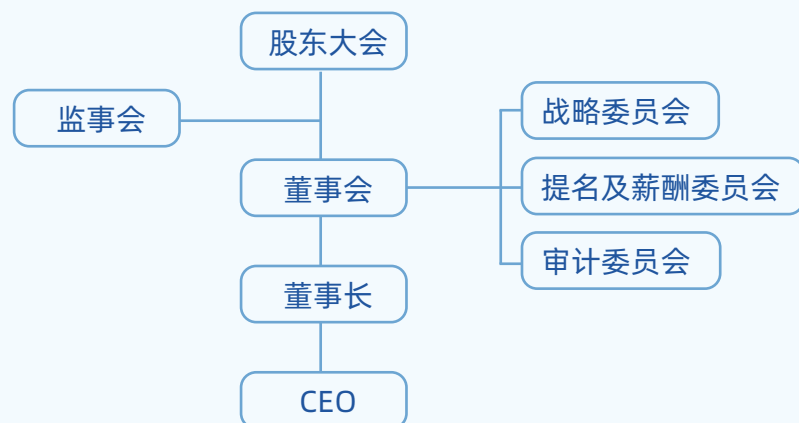 股东大会
监事会
战略委员会
董事会
提名及薪酬委员会
审计委员会
董事长
CEO